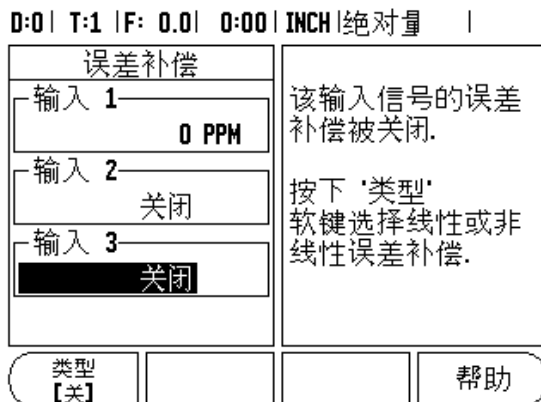 D:0| T:1 |F: 0.0| 0:00| INCH|绝对量 |
误差补偿
输入 1
0 PPM
输入 2
关闭
输入 3
关闭
该输入信号的误差
补偿被关闭.
按下 '类型'
软键选择线性或非
线性误差补偿.
类型
[关]
帮助